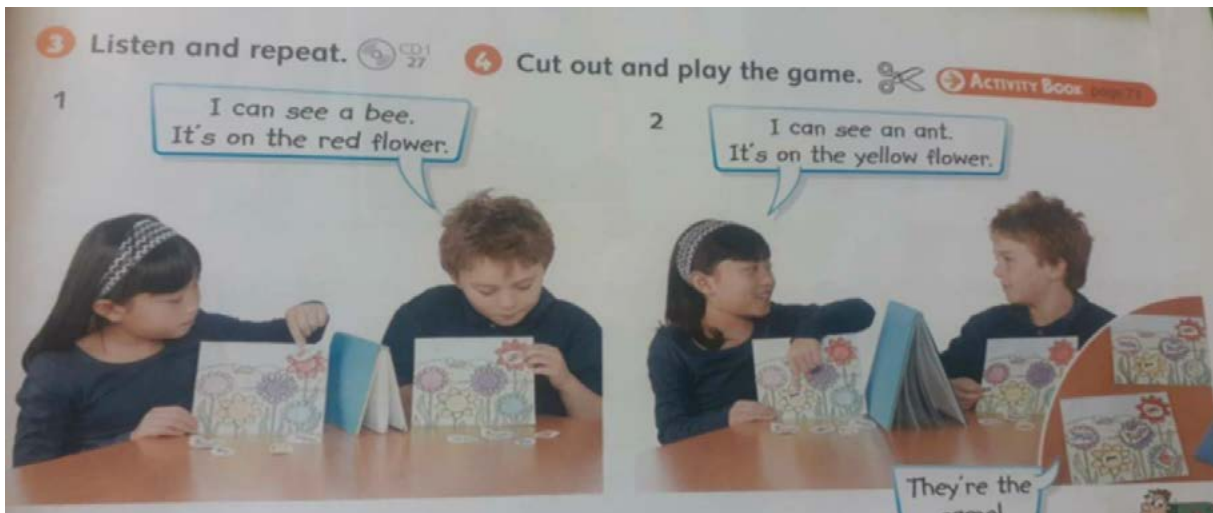 3 Listen and repeat. CD1 27
4 Cut out and play the game. ACTIVITY BOOK page
1
I can see a bee.
It's on the red flower.
2
I can see an ant.
It's on the yellow flower.
They're the